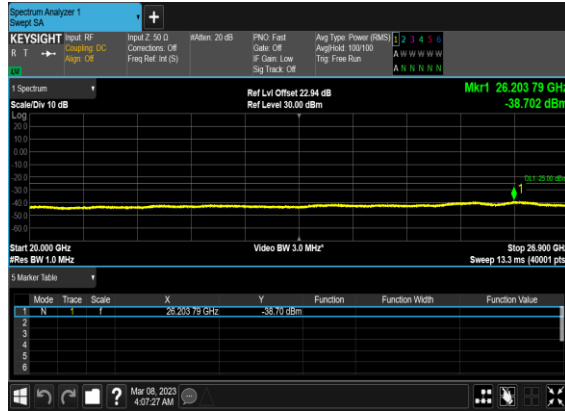 Spectrum Analyzer 1
Swept SA
+
KEYSIGHT Input: RF Input Z: 50 Ω #Atten: 20 dB PNO: Fast Avg Type: Power (RMS) 1 2 3 4 5 6
R T Coupling: DC Corrections: Off Gate: Off Avg|Hold: 100/100 A W W W W W
Align: Off Freq Ref: Int (S) IF Gain: Low Trig: Free Run
Sig Track: Off A N N N N N
1 Spectrum
Ref Lvl Offset 22.94 dB Mkr1 26.203 79 GHz
Scale/Div 10 dB Ref Level 30.00 dBm -38.702 dBm
Log
20.0
10.0
0.00
-10.0
-20.0
DL1 -25.00 dBm
-30.0
1
-40.0
-50.0
-60.0
Start 20.000 GHz Video BW 3.0 MHz* Stop 26.900 GHz
#Res BW 1.0 MHz Sweep 13.3 ms (40001 pts)
5 Marker Table
Mode Trace Scale X Y Function Function Width Function Value
1 N 1 f 26.203 79 GHz -38.70 dBm
2
3
4
5
6
? Mar 08, 2023
4:07:27 AM